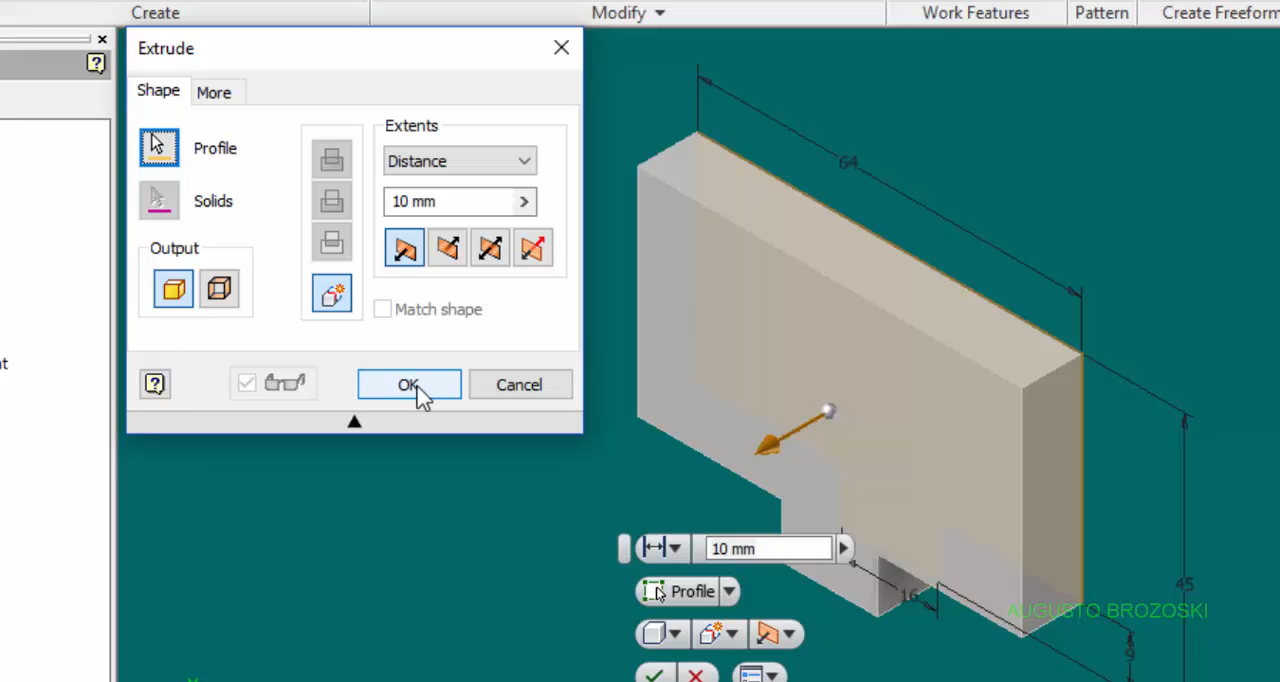 Create
Modify
Work Features
Pattern
Create Freeform
Extrude
Shape
More
Profile
Solids
Output
Extents
Distance
10 mm
Match shape
OK
Cancel
64
10 mm
Profile
16
45
AUGUSTO BROZOSKI